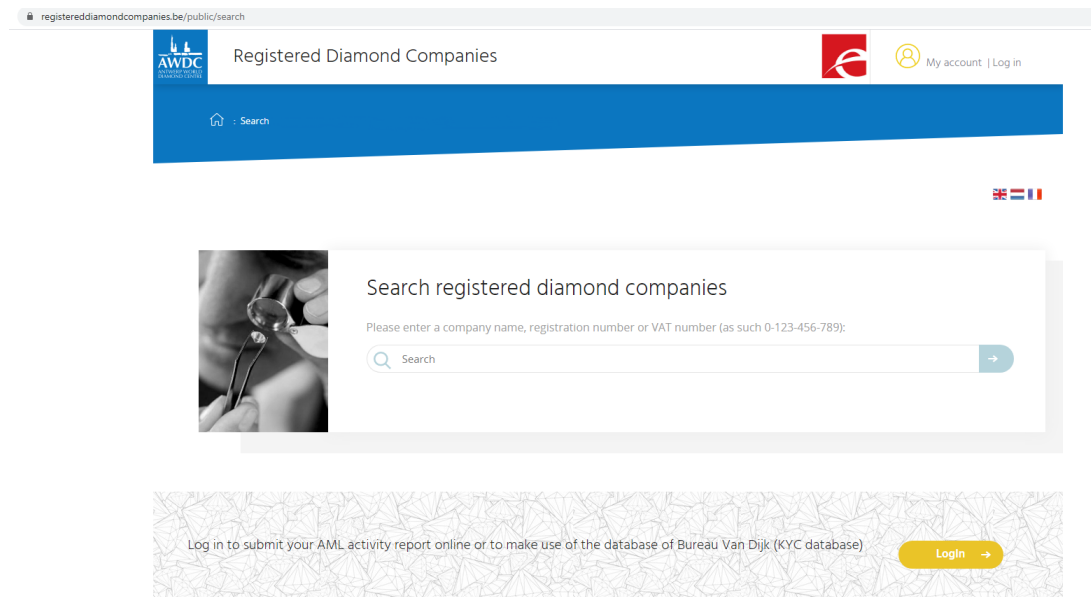 registereddiamondcompanies.be/public/search
AWDC
ANTWERP WORLD
DIAMOND CENTRE
Registered Diamond Companies
My account | Log in
: Search
Search registered diamond companies
Please enter a company name, registration number or VAT number (as such 0-123-456-789):
Search
Log in to submit your AML activity report online or to make use of the database of Bureau Van Dijk (KYC database)
LogIn